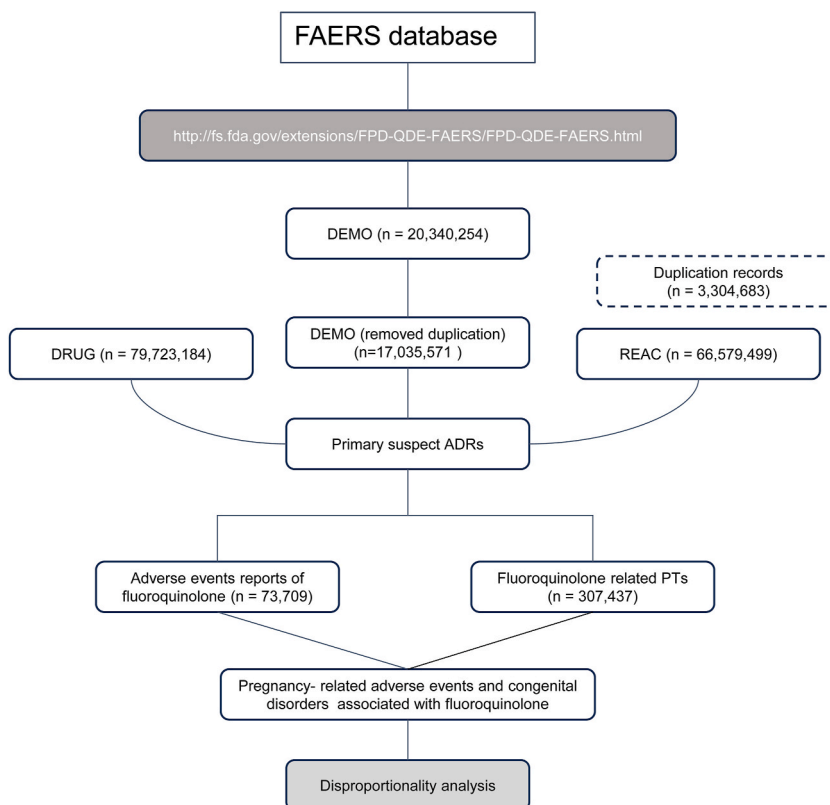 FAERS database
http://fs.fda.gov/extensions/FPD-QDE-FAERS/FPD-QDE-FAERS.html
DEMO (n = 20,340,254)
Duplication records
(n = 3,304,683)
DRUG (n = 79,723,184)
DEMO (removed duplication)
(n=17,035,571 )
REAC (n = 66,579,499)
Primary suspect ADRs
Adverse events reports of
fluoroquinolone (n = 73,709)
Fluoroquinolone related PTs
(n = 307,437)
Pregnancy- related adverse events and congenital
disorders  associated with fluoroquinolone
Disproportionality analysis